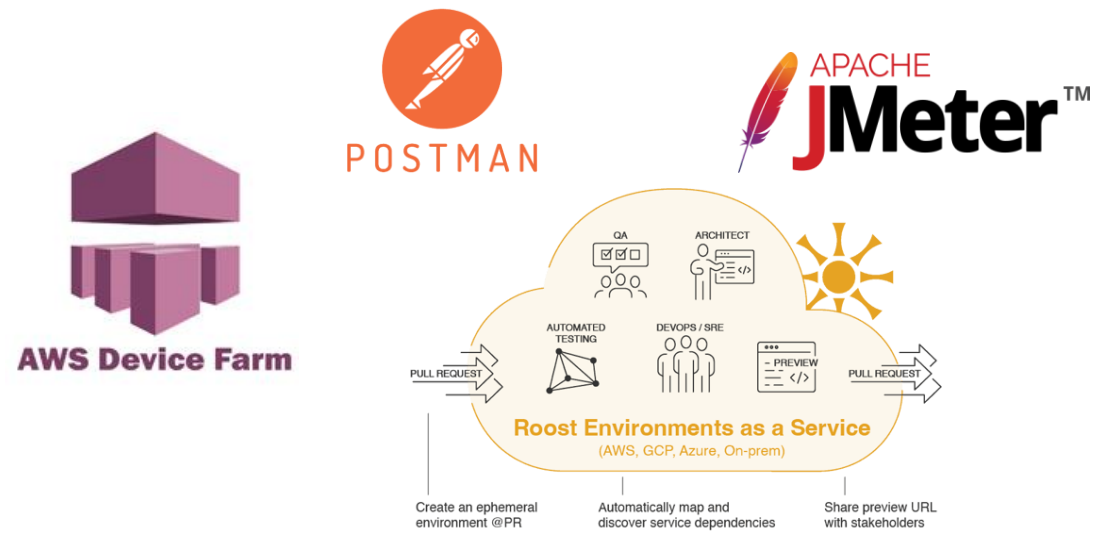 POSTMAN
APACHE
JMeter™
AWS Device Farm
QA
ARCHITECT
</>
AUTOMATED
TESTING
DEVOPS / SRE
PREVIEW
</>
PULL REQUEST
PULL REQUEST
Roost Environments as a Service
(AWS, GCP, Azure, On-prem)
Create an ephemeral
environment @PR
Automatically map and
discover service dependencies
Share preview URL
with stakeholders